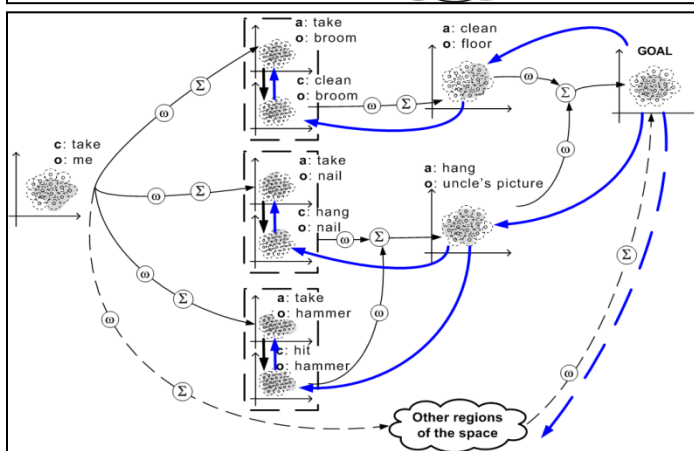 a: take
o: broom
c: clean
o: broom
a: clean
o: floor
GOAL
ω
Σ
ω
Σ
ω
Σ
c: take
o: me
ω
Σ
a: take
o: nail
c: hang
o: nail
ω
Σ
a: hang
o: uncle's picture
ω
ω
Σ
ω
Σ
a: take
o: hammer
c: hit
o: hammer
ω
Σ
ω
Other regions
of the space